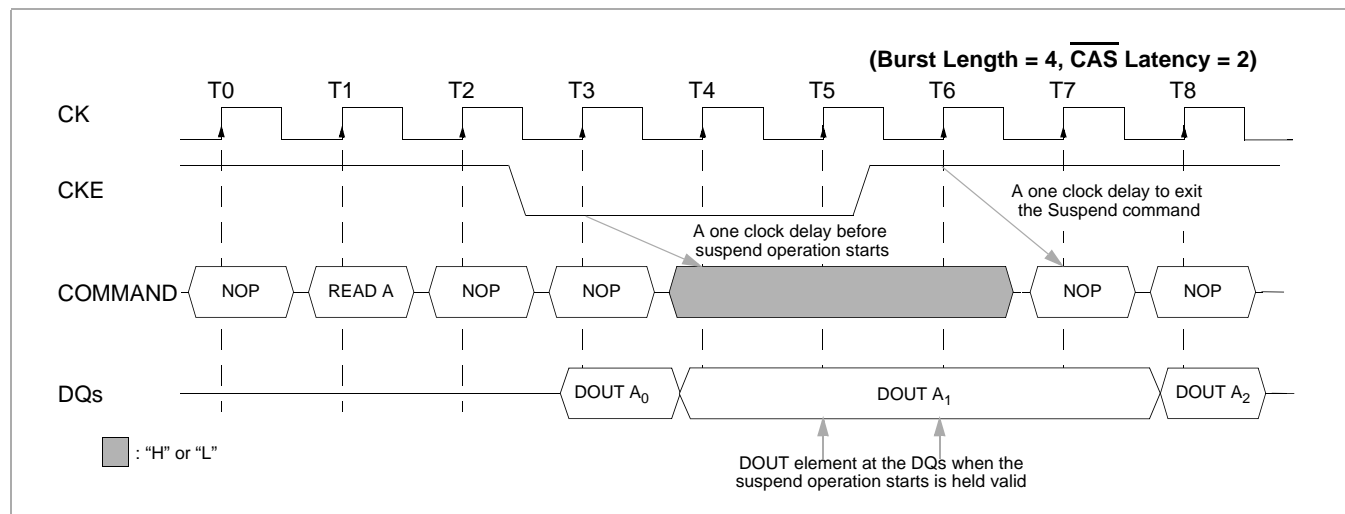 (Burst Length = 4, CAS Latency = 2)
T0 T1 T2 T3 T4 T5 T6 T7 T8
CK
CKE
A one clock delay to exit
the Suspend command
A one clock delay before
suspend operation starts
COMMAND NOP READ A NOP NOP NOP NOP
DQs DOUT A0 DOUT A1 DOUT A2
: “H” or “L”
DOUT element at the DQs when the
suspend operation starts is held valid